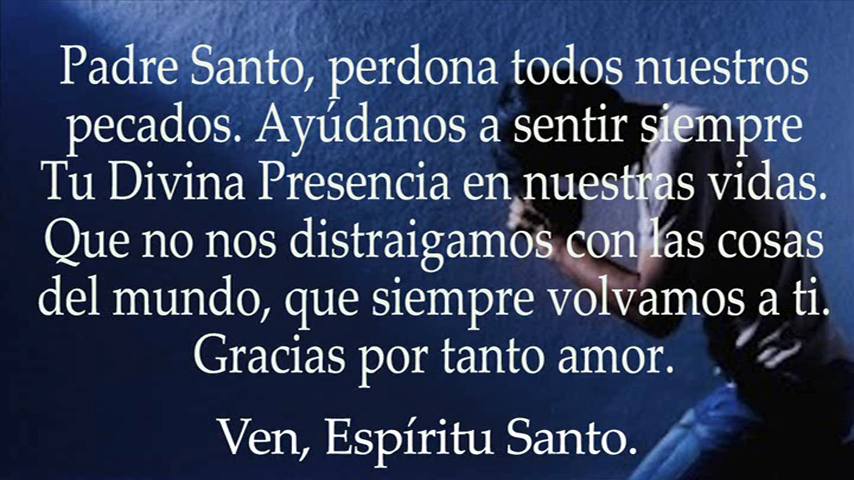 Padre Santo, perdona todos nuestros
pecados. Ayúdanos a sentir siempre
Tu Divina Presencia en nuestras vidas.
Que no nos distraigamos con las cosas
del mundo, que siempre volvamos a ti.
Gracias por tanto amor.
Ven, Espíritu Santo.